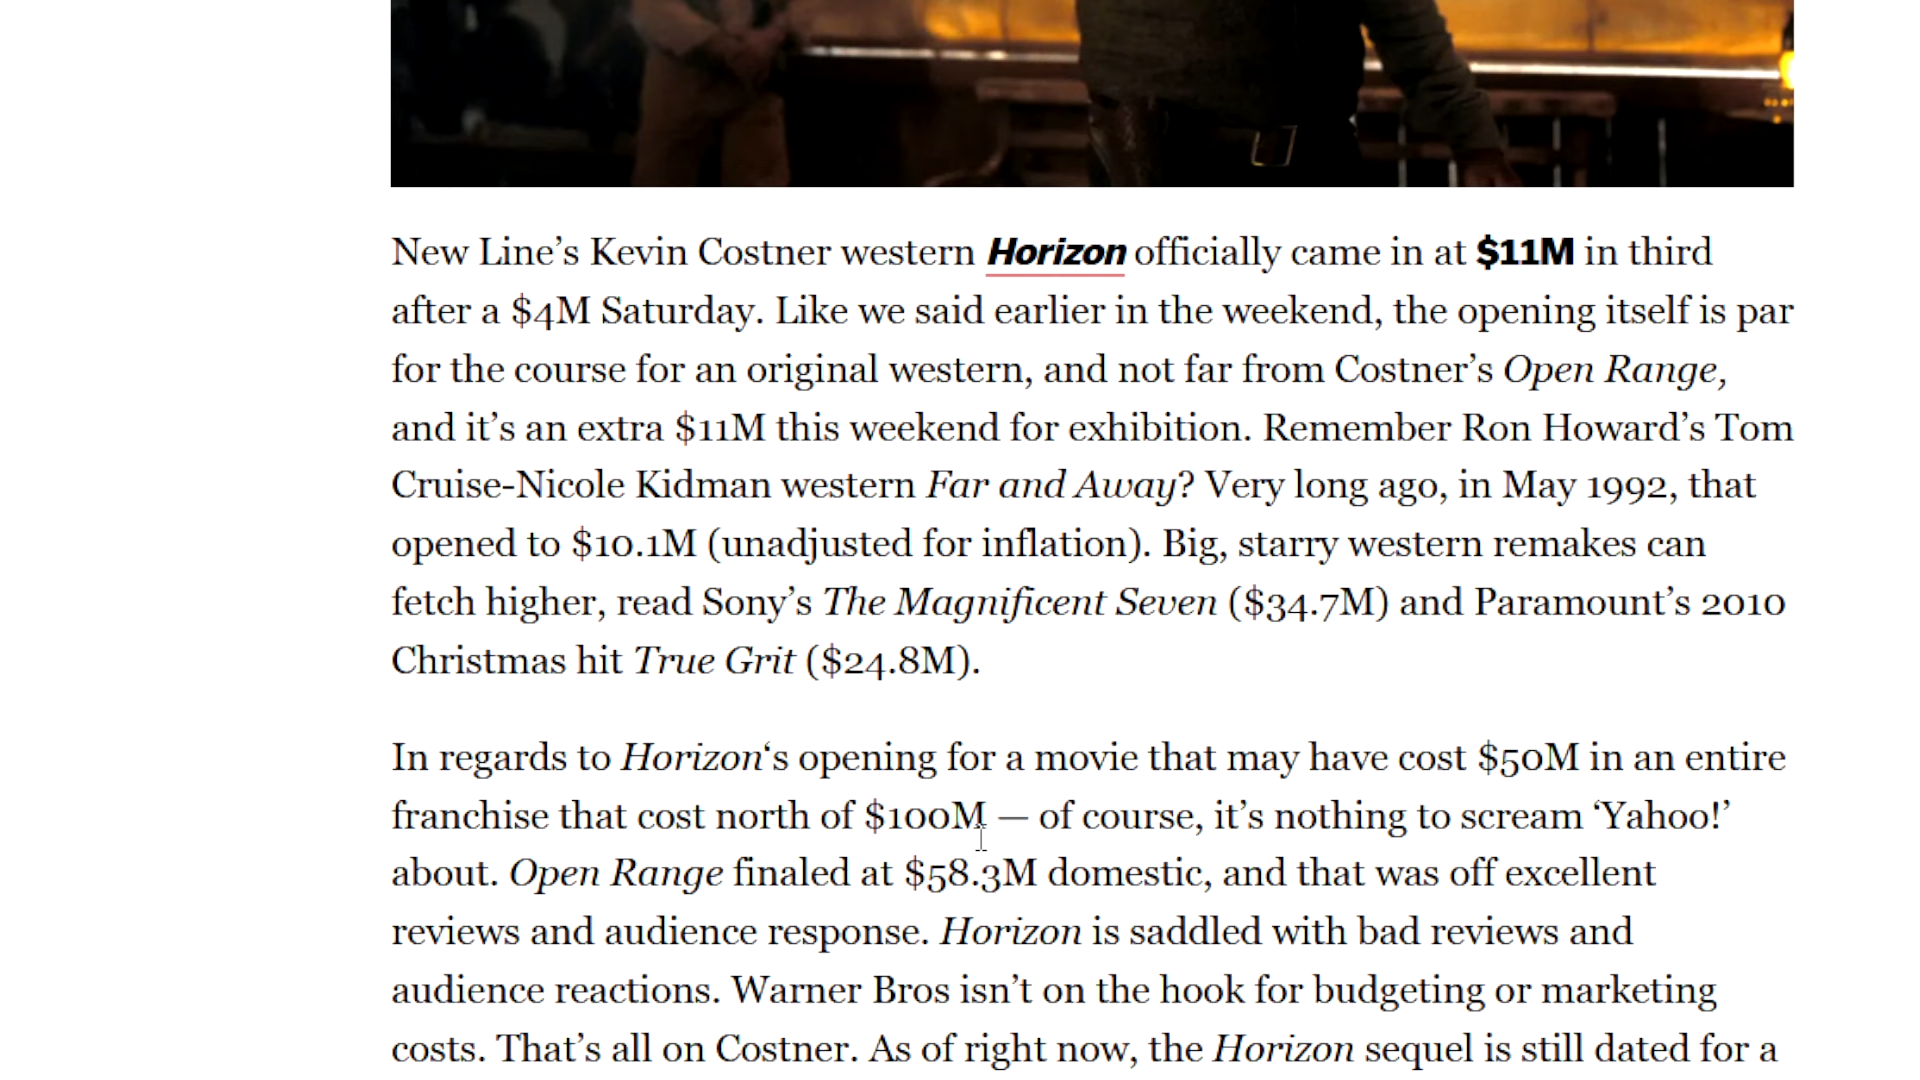 New Line’s Kevin Costner western Horizon officially came in at $11M in third
after a $4M Saturday. Like we said earlier in the weekend, the opening itself is par
for the course for an original western, and not far from Costner’s Open Range,
and it’s an extra $11M this weekend for exhibition. Remember Ron Howard’s Tom
Cruise-Nicole Kidman western Far and Away? Very long ago, in May 1992, that
opened to $10.1M (unadjusted for inflation). Big, starry western remakes can
fetch higher, read Sony’s The Magnificent Seven ($34.7M) and Paramount’s 2010
Christmas hit True Grit ($24.8M).
In regards to Horizon‘s opening for a movie that may have cost $50M in an entire
franchise that cost north of $100M — of course, it’s nothing to scream ‘Yahoo!’
about. Open Range finaled at $58.3M domestic, and that was off excellent
reviews and audience response. Horizon is saddled with bad reviews and
audience reactions. Warner Bros isn’t on the hook for budgeting or marketing
costs. That’s all on Costner. As of right now, the Horizon sequel is still dated for a